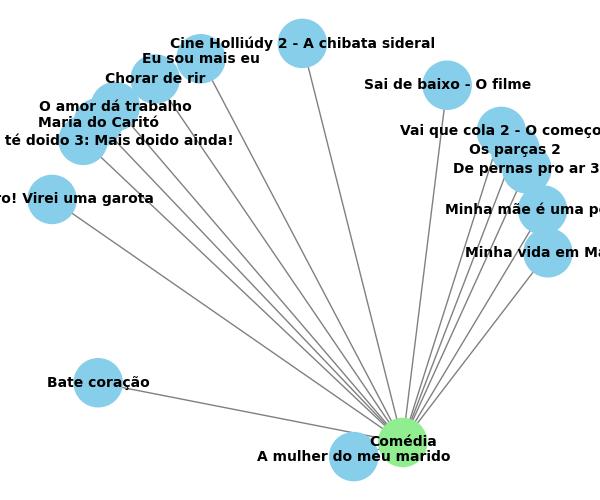 Cine Holliúdy 2 - A chibata sideral
Eu sou mais eu
Chorar de rir
Sai de baixo - O filme
O amor dá trabalho
Maria do Caritó
té doido 3: Mais doido ainda!
Vai que cola 2 - O começo
Os parças 2
De pernas pro ar 3
ro! Virei uma garota
Minha mãe é uma
Minha vida em
Bate coração
Comédia
A mulher do meu marido